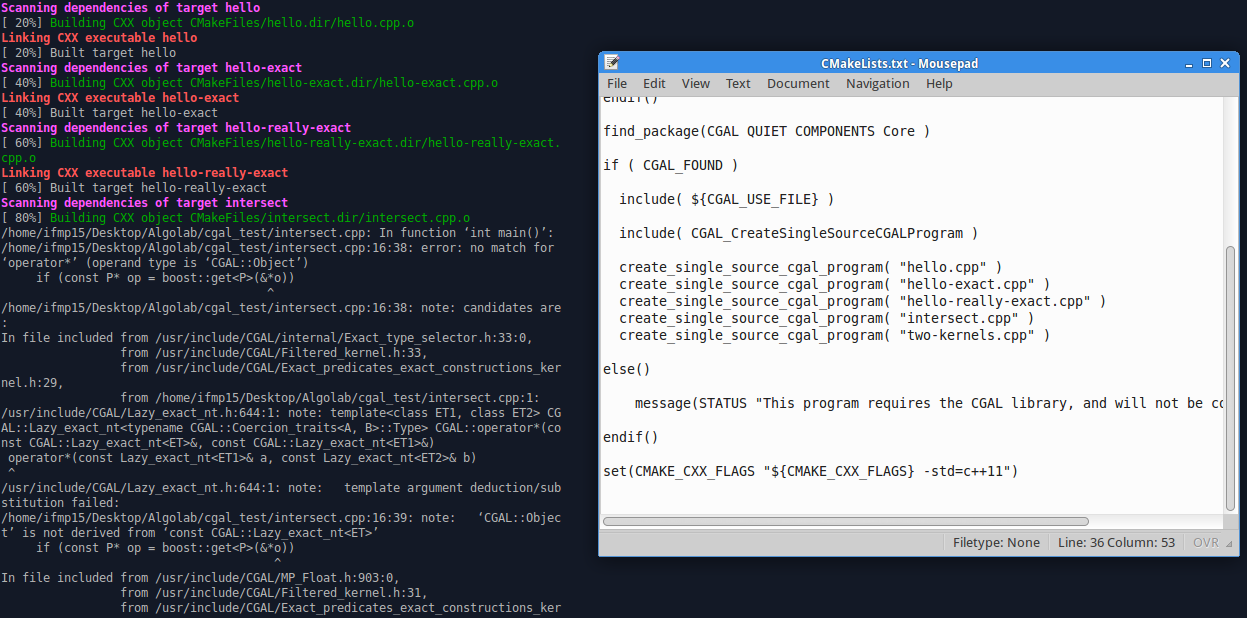 Scanning dependencies of target hello
[ 20%] Building CXX object CMakeFiles/hello.dir/hello.cpp.o
Linking CXX executable hello
[ 20%] Built target hello
Scanning dependencies of target hello-exact
[ 40%] Building CXX object CMakeFiles/hello-exact.dir/hello-exact.cpp.o
Linking CXX executable hello-exact
[ 40%] Built target hello-exact
Scanning dependencies of target hello-really-exact
[ 60%] Building CXX object CMakeFiles/hello-really-exact.dir/hello-really-exact.
cpp.o
Linking CXX executable hello-really-exact
[ 60%] Built target hello-really-exact
Scanning dependencies of target intersect
[ 80%] Building CXX object CMakeFiles/intersect.dir/intersect.cpp.o
/home/ifmp15/Desktop/Algolab/cgal_test/intersect.cpp: In function ‘int main()’:
/home/ifmp15/Desktop/Algolab/cgal_test/intersect.cpp:16:38: error: no match for
‘operator*’ (operand type is ‘CGAL::Object’)
     if (const P* op = boost::get<P>(&*o))
                                      ^
/home/ifmp15/Desktop/Algolab/cgal_test/intersect.cpp:16:38: note: candidates are
:
In file included from /usr/include/CGAL/internal/Exact_type_selector.h:33:0,
                 from /usr/include/CGAL/Filtered_kernel.h:33,
                 from /usr/include/CGAL/Exact_predicates_exact_constructions_ker
nel.h:29,
                 from /home/ifmp15/Desktop/Algolab/cgal_test/intersect.cpp:1:
/usr/include/CGAL/Lazy_exact_nt.h:644:1: note: template<class ET1, class ET2> CG
AL::Lazy_exact_nt<typename CGAL::Coercion_traits<A, B>::Type> CGAL::operator*(co
nst CGAL::Lazy_exact_nt<ET>&, const CGAL::Lazy_exact_nt<ET1>&)
 operator*(const Lazy_exact_nt<ET1>& a, const Lazy_exact_nt<ET2>& b)
 ^
/usr/include/CGAL/Lazy_exact_nt.h:644:1: note:   template argument deduction/sub
stitution failed:
/home/ifmp15/Desktop/Algolab/cgal_test/intersect.cpp:16:39: note:   ‘CGAL::Objec
t’ is not derived from ‘const CGAL::Lazy_exact_nt<ET>’
     if (const P* op = boost::get<P>(&*o))
                                       ^
In file included from /usr/include/CGAL/MP_Float.h:903:0,
                 from /usr/include/CGAL/Filtered_kernel.h:31,
                 from /usr/include/CGAL/Exact_predicates_exact_constructions_ker
CMakeLists.txt - Mousepad
File Edit View Text Document Navigation Help
endif()
find_package(CGAL QUIET COMPONENTS Core )
if ( CGAL_FOUND )
  include( ${CGAL_USE_FILE} )
  include( CGAL_CreateSingleSourceCGALProgram )
  create_single_source_cgal_program( "hello.cpp" )
  create_single_source_cgal_program( "hello-exact.cpp" )
  create_single_source_cgal_program( "hello-really-exact.cpp" )
  create_single_source_cgal_program( "intersect.cpp" )
  create_single_source_cgal_program( "two-kernels.cpp" )
else()
    message(STATUS "This program requires the CGAL library, and will not be co
endif()
set(CMAKE_CXX_FLAGS "${CMAKE_CXX_FLAGS} -std=c++11")
Filetype: None Line: 36 Column: 53 OVR